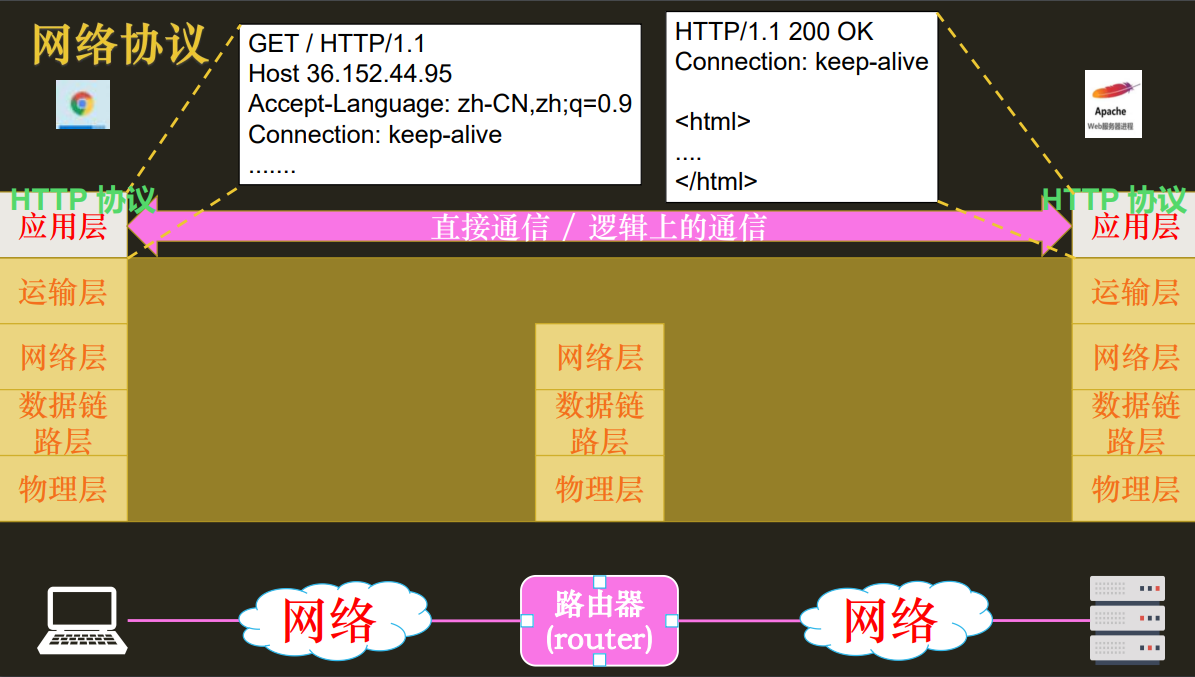 网络协议
GET / HTTP/1.1
Host 36.152.44.95
Accept-Language: zh-CN,zh;q=0.9
Connection: keep-alive
.......
HTTP/1.1 200 OK
Connection: keep-alive
<html>
....
</html>
Apache
Web服务器进程
HTTP 协议
应用层
直接通信 / 逻辑上的通信
HTTP 协议
应用层
运输层
网络层
数据链
路层
物理层
网络层
数据链
路层
物理层
运输层
网络层
数据链
路层
物理层
网络
路由器
(router)
网络